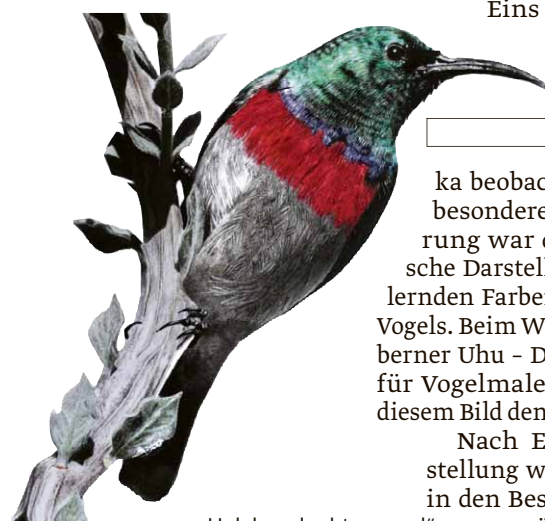 Eins
ka beobac
besondere
rung war
sche Darstell
lernden Farbe
Vogels. Beim W
berner Uhu – D
für Vogelmale
diesem Bild den
Nach E
stellung w
in den Bes